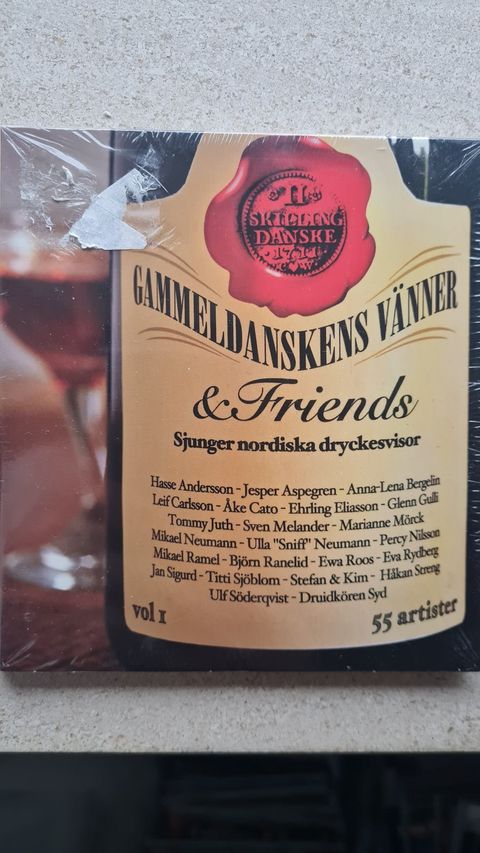 II
SKILLING
DANSKE
1711
GAMMELDANSKENS VÄNNER
& Friends
Sjunger nordiska dryckesvisor
Hasse Andersson - Jesper Aspegren - Anna-Lena Bergelin
Leif Carlsson - Åke Cato - Ehrling Eliasson - Glenn Gulli
Tommy Juth - Sven Melander - Marianne Mörck
Mikael Neumann - Ulla "Sniff" Neumann - Percy Nilsson
Mikael Ramel - Björn Ranelid - Ewa Roos - Eva Rydberg
Jan Sigurd - Titti Sjöblom - Stefan & Kim - Håkan Streng
Ulf Söderqvist - Druidkören Syd
vol 1
55 artister